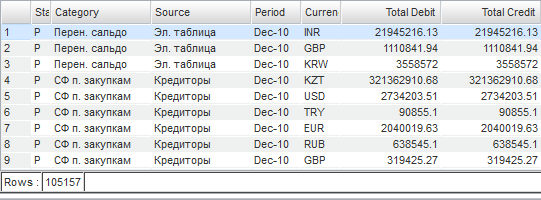 Sta Category Source Period Curren Total Debit Total Credit
1 P Перен. сальдо Эл. таблица Dec-10 INR 21945216.13 21945216.13
2 P Перен. сальдо Эл. таблица Dec-10 GBP 1110841.94 1110841.94
3 P Перен. сальдо Эл. таблица Dec-10 KRW 3558572 3558572
4 P СФ п. закупкам Кредиторы Dec-10 KZT 321362910.68 321362910.68
5 P СФ п. закупкам Кредиторы Dec-10 USD 2734203.51 2734203.51
6 P СФ п. закупкам Кредиторы Dec-10 TRY 90855.1 90855.1
7 P СФ п. закупкам Кредиторы Dec-10 EUR 2040019.63 2040019.63
8 P СФ п. закупкам Кредиторы Dec-10 RUB 638545.1 638545.1
9 P СФ п. закупкам Кредиторы Dec-10 GBP 319425.27 319425.27
Rows : 105157